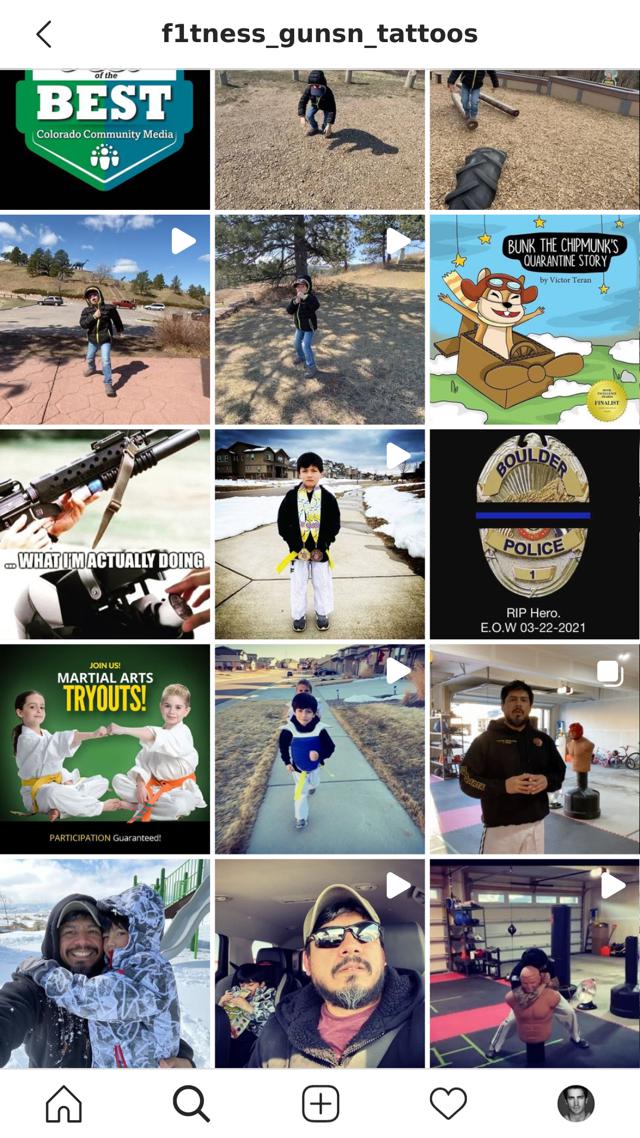 f1tness_gunsn_tattoos
of the
BEST
Colorado Community Media
BUNK THE CHIPMUNK'S
QUARANTINE STORY
by Victor Teran
FINALIST
... WHAT I'M ACTUALLY DOING
BOULDER
POLICE
1
RIP Hero.
E.O.W 03-22-2021
JOIN US!
MARTIAL ARTS
TRYOUTS!
PARTICIPATION Guaranteed!